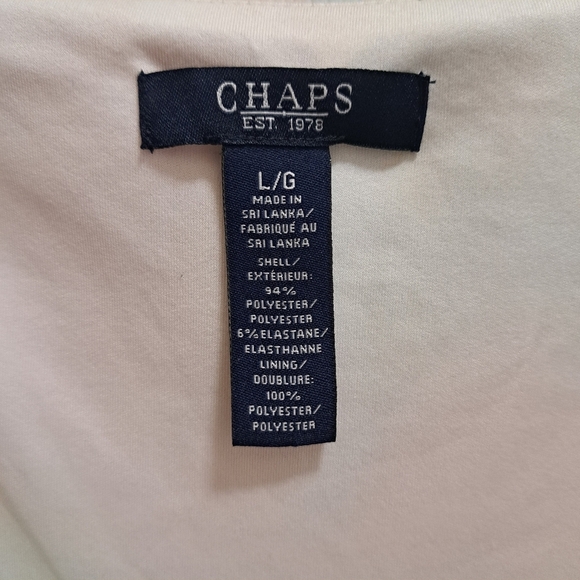 CHAPS
EST. 1978
L/G
MADE IN
SRI LANKA/
FABRIQUÉ AU
SRI LANKA
SHELL/
EXTÉRIEUR:
94%
POLYESTER/
POLYESTER
6% ELASTANE/
ELASTHANNE
LINING/
DOUBLURE:
100%
POLYESTER/
POLYESTER